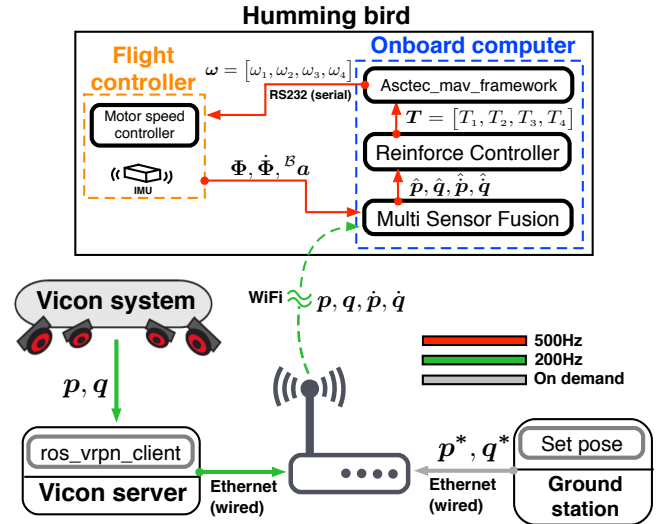 Humming bird
Flight
controller
Onboard computer
ω = [ω₁, ω₂, ω₃, ω₄]
RS232 (serial)
Asctec_mav_framework
Motor speed
controller
T = [T₁, T₂, T₃, T₄]
Reinforce Controller
IMU
Φ, Φ̇, ᴮa
p̂, q̂, ṗ̂, q̇̂
Multi Sensor Fusion
Vicon system
WiFi
p, q, ṗ, q̇
500Hz
200Hz
On demand
p, q
ros_vrpn_client
Vicon server
Ethernet
(wired)
p*, q*
Ethernet
(wired)
Set pose
Ground
station